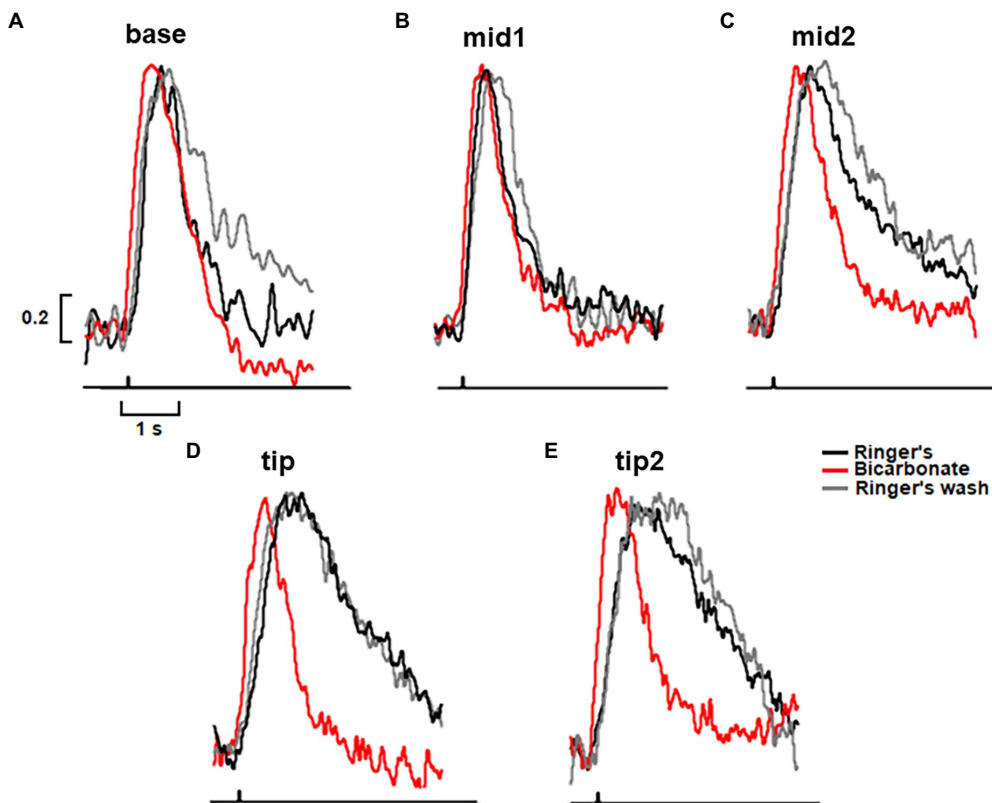 A
base
B
mid1
C
mid2
0.2
1 s
D
tip
E
tip2
Ringer's
Bicarbonate
Ringer's wash